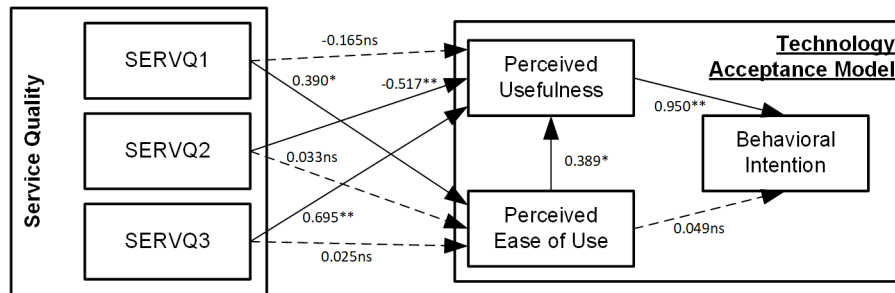 Service Quality
SERVQ1
SERVQ2
SERVQ3
-0.165ns
0.390*
-0.517**
0.033ns
0.695**
0.025ns
Technology
Acceptance Model
Perceived
Usefulness
0.950**
Behavioral
Intention
0.389*
Perceived
Ease of Use
0.049ns